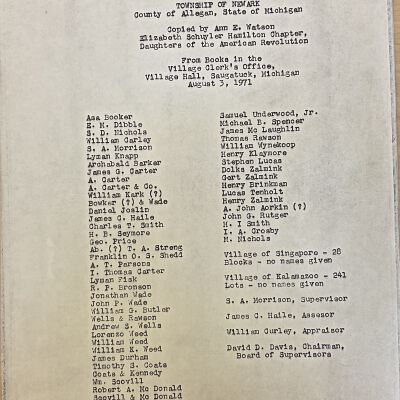 TOWNSHIP OF NEWARK
County of Allegan, State of Michigan
Copied by Ann E. Watson
Elizabeth Schuyler Hamilton Chapter,
Daughters of the American Revolution
From Books in the
Village Clerk's Office,
Village Hall, Saugatuck, Michigan
August 3, 1971
Asa Booker
E. M. Dibble
S. D. Nichols
William Carley
S. A. Morrison
Lyman Knapp
Archabald Barker
James G. Carter
A. Carter
A. Carter & Co.
William Kark (?)
Bowker (?) & Wade
Daniel Joslin
James C. Haile
Charles T. Smith
H. B. Seymore
Geo. Price
Ab. (?) T. A. Streng
Franklin O. S. Shedd
A. T. Parsons
I. Thomas Carter
Lyman Fisk
R. P. Bronson
Jonathan Wade
John P. Wade
William G. Butler
Wells & Rawson
Andrew S. Wells
Lorenzo Weed
William Weed
William K. Weed
James Durham
Timothy S. Coats
Coats & Kennedy
Wm. Scovill
Robert A. Mc Donald
Scovill & Mc Donald
Samuel Underwood, Jr.
Michael B. Spencer
James Mc Laughlin
Thomas Rawson
William Wynekoop
Henry Klaymore
Stephen Lucas
Dolks Zalmink
Gert Zalmink
Henry Brinkman
Lucas Tenholt
Henry Zalmink
A. John Aorkin (?)
John G. Rutger
H. I Smith
I. A. Crosby
M. Nichols
Village of Singapore - 28
Blocks - no names given
Village of Kalamazoo - 241
Lots - no names given
S. A. Morrison, Supervisor
James C. Haile, Assesor
William Curley, Appraisor
David D. Davis, Chairman,
Board of Supervisors